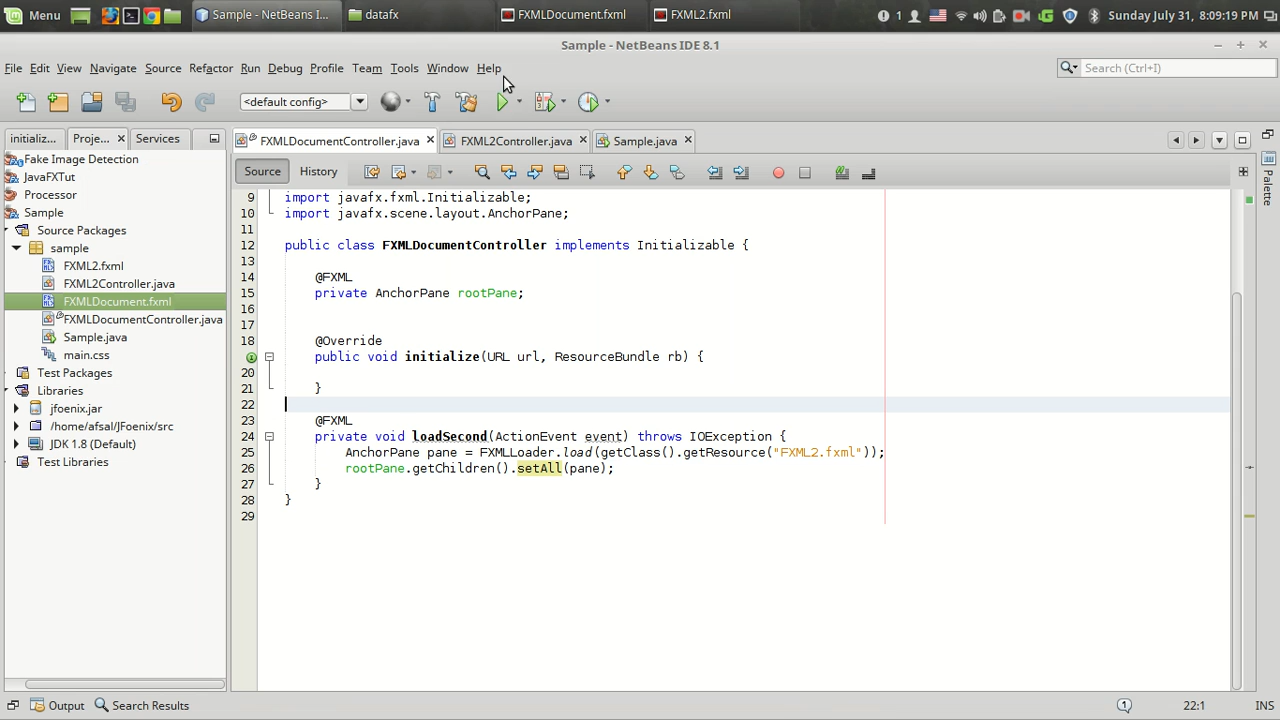 Menu
Sample - NetBeans I...
datafx
FXMLDocument.fxml
FXML2.fxml
1
Sunday July 31, 8:09:19 PM
Sample - NetBeans IDE 8.1
File Edit View Navigate Source Refactor Run Debug Profile Team Tools Window Help
Search (Ctrl+I)
<default config>
initializ...
Proje...
Services
FXMLDocumentController.java
FXML2Controller.java
Sample.java
Palette
Source
History
Fake Image Detection
JavaFXTut
Processor
Sample
Source Packages
sample
FXML2.fxml
FXML2Controller.java
FXMLDocument.fxml
FXMLDocumentController.java
Sample.java
main.css
Test Packages
Libraries
jfoenix.jar
/home/afsal/JFoenix/src
JDK 1.8 (Default)
Test Libraries
9 import javafx.fxml.Initializable;
10 import javafx.scene.layout.AnchorPane;
11
12 public class FXMLDocumentController implements Initializable {
13
14 @FXML
15 private AnchorPane rootPane;
16
17
18 @Override
19 public void initialize(URL url, ResourceBundle rb) {
20
21 }
22
23 @FXML
24 private void loadSecond(ActionEvent event) throws IOException {
25 AnchorPane pane = FXMLLoader.load(getClass().getResource("FXML2.fxml"));
26 rootPane.getChildren().setAll(pane);
27 }
28 }
29
Output
Search Results
1
22:1
INS